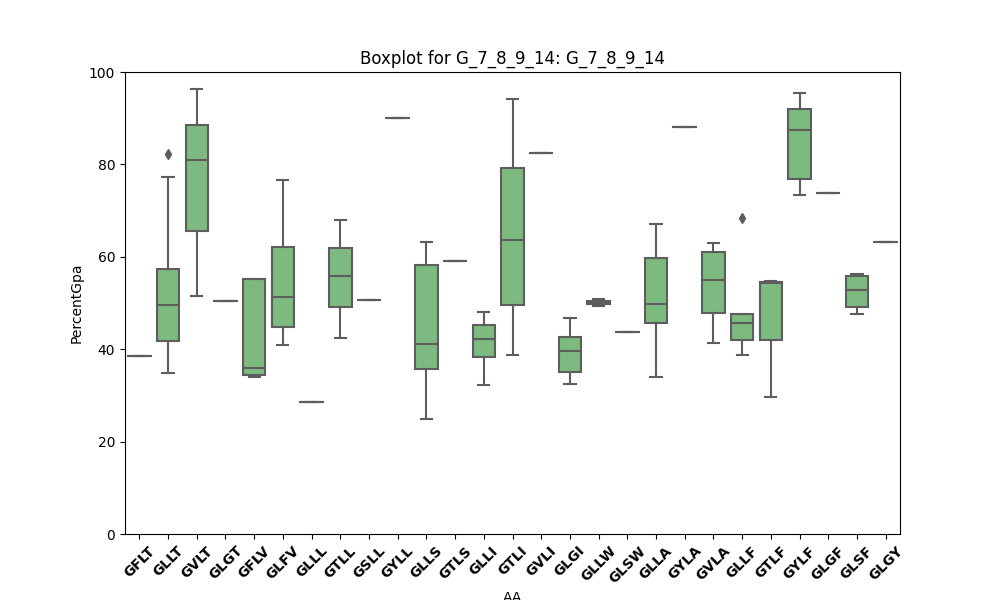 Boxplot for G_7_8_9_14: G_7_8_9_14
PercentGpa
100
80
60
40
20
0
GFLT GLLT GVLT GLGT GFLV GLFV GLLL GTLL GSLL GYLL GLLS GTLS GLLI GTLI GVLI GLGI GLLW GLSW GLLA GYLA GVLA GLLF GTLF GYLF GLGF GLSF GLGY
AA